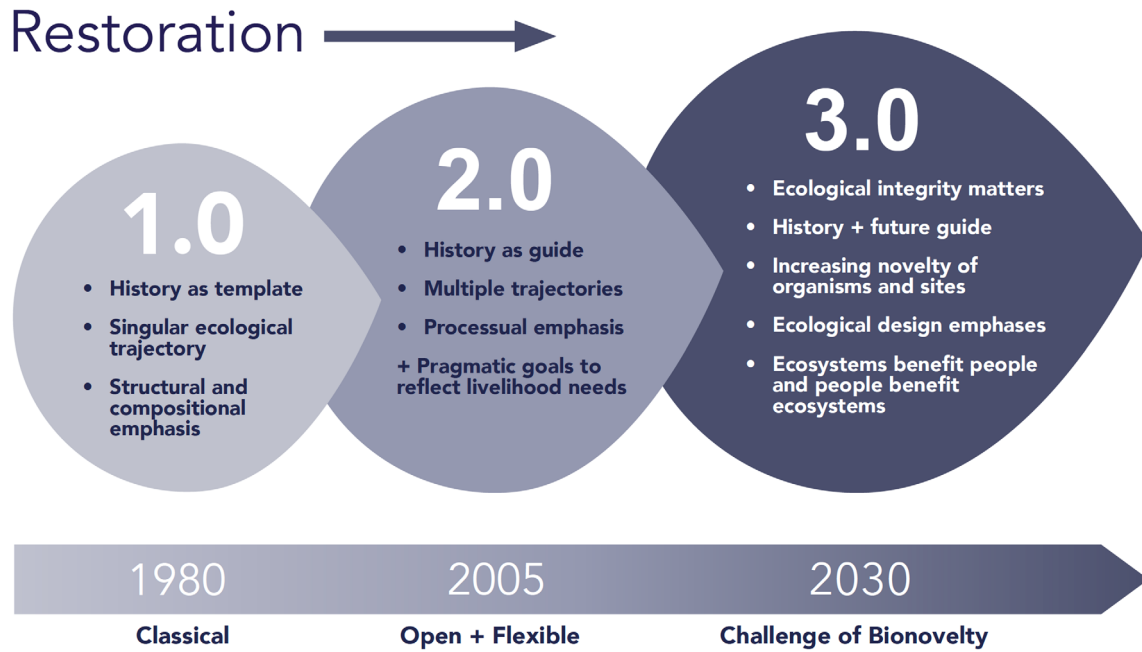 Restoration
1.0
• History as template
• Singular ecological
trajectory
• Structural and
compositional
emphasis
2.0
• History as guide
• Multiple trajectories
• Processual emphasis
+ Pragmatic goals to
reflect livelihood needs
3.0
• Ecological integrity matters
• History + future guide
• Increasing novelty of
organisms and sites
• Ecological design emphases
• Ecosystems benefit people
and people benefit
ecosystems
1980
2005
2030
Classical
Open + Flexible
Challenge of Bionovelty